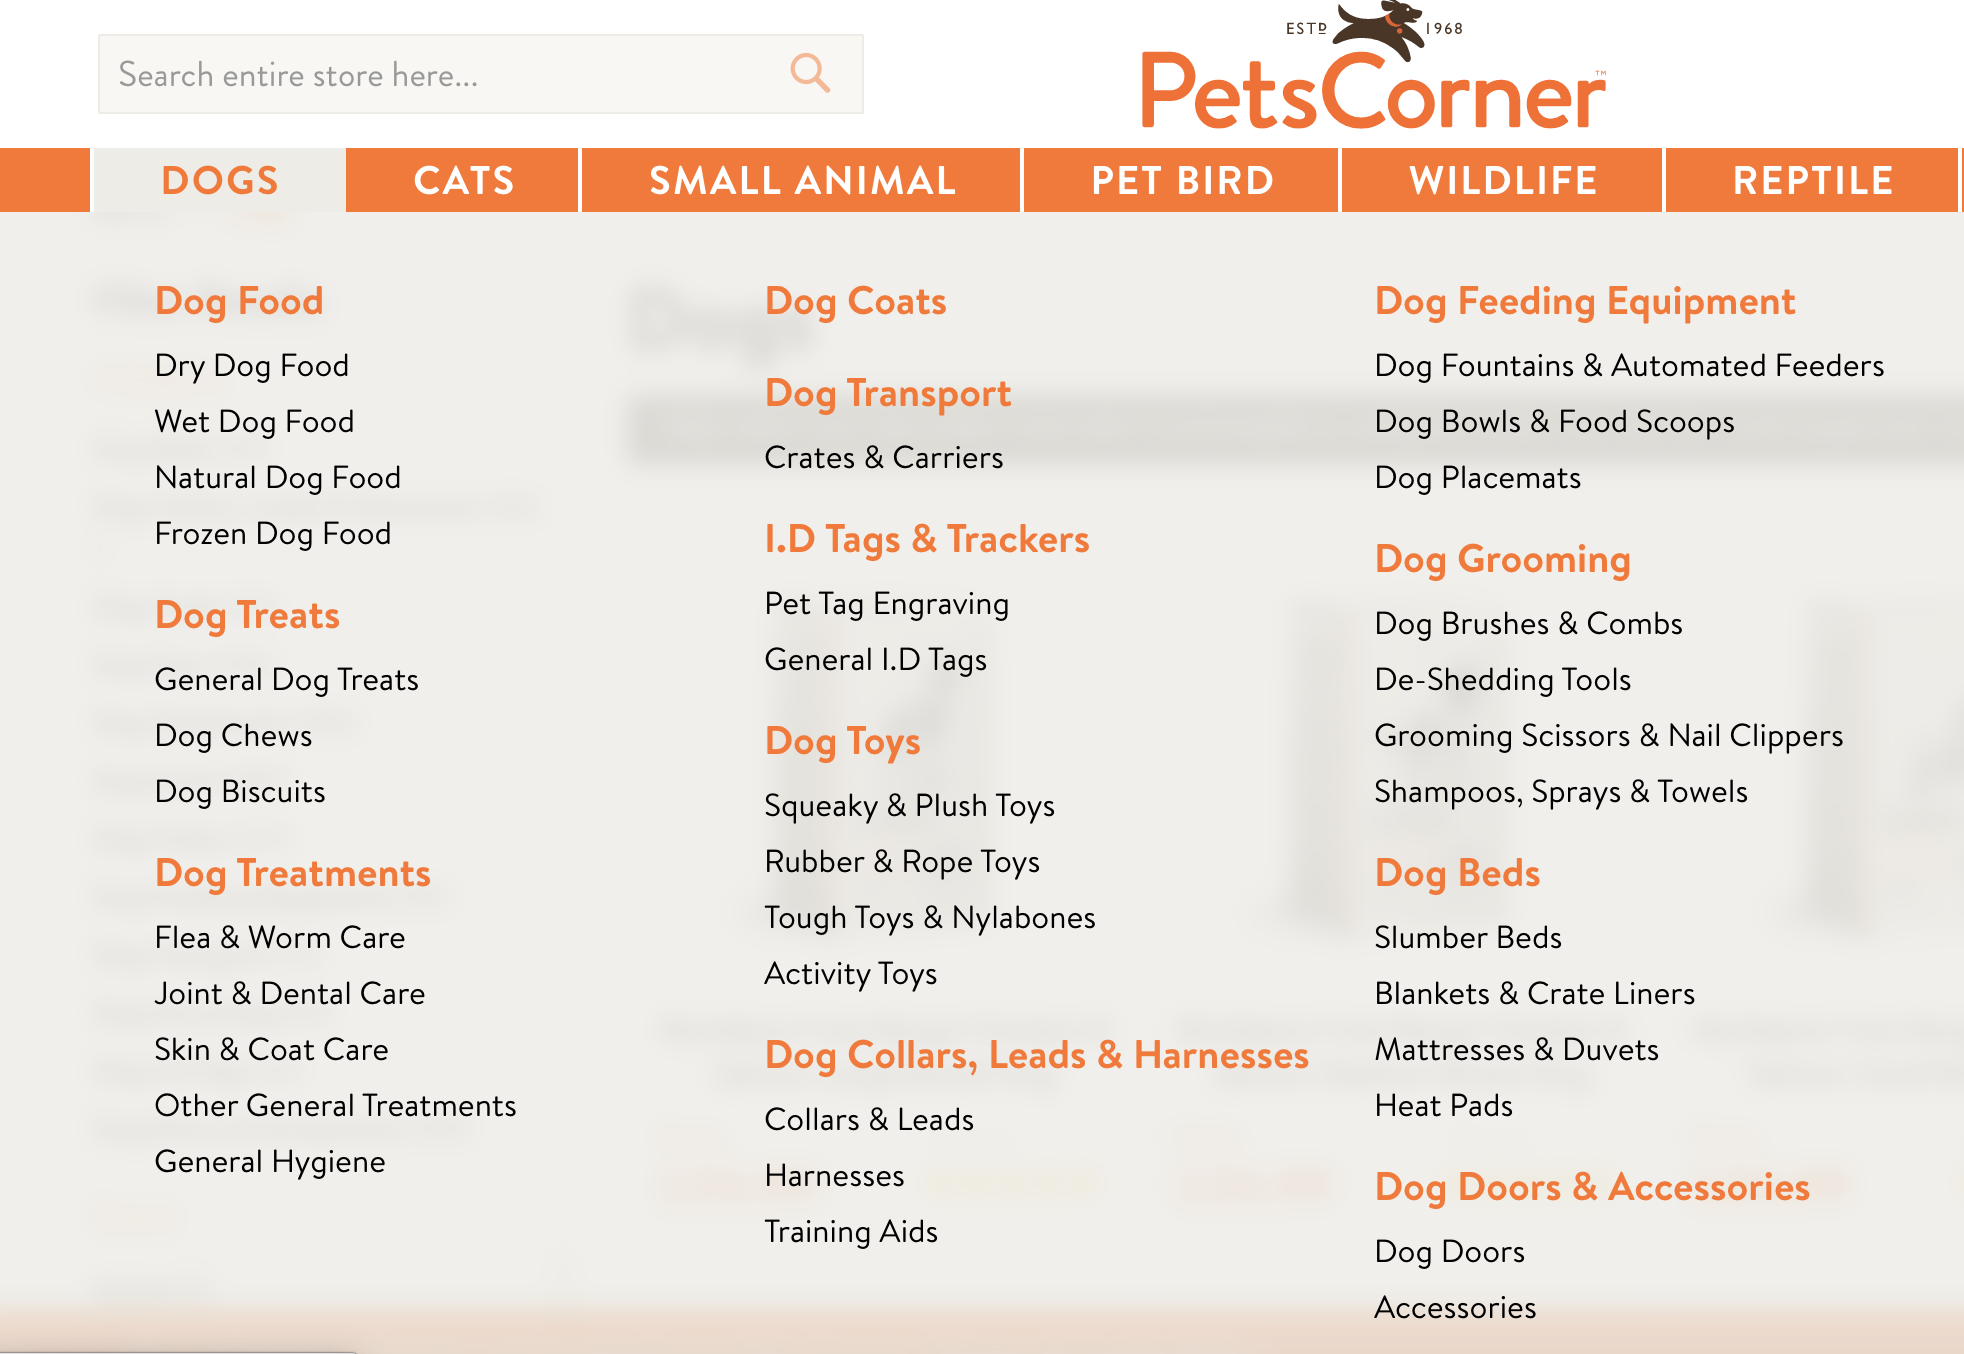 Search entire store here...
ESTD 1968
PetsCorner™
DOGS
CATS
SMALL ANIMAL
PET BIRD
WILDLIFE
REPTILE
Dog Food
Dry Dog Food
Wet Dog Food
Natural Dog Food
Frozen Dog Food
Dog Treats
General Dog Treats
Dog Chews
Dog Biscuits
Dog Treatments
Flea & Worm Care
Joint & Dental Care
Skin & Coat Care
Other General Treatments
General Hygiene
Dog Coats
Dog Transport
Crates & Carriers
I.D Tags & Trackers
Pet Tag Engraving
General I.D Tags
Dog Toys
Squeaky & Plush Toys
Rubber & Rope Toys
Tough Toys & Nylabones
Activity Toys
Dog Collars, Leads & Harnesses
Collars & Leads
Harnesses
Training Aids
Dog Feeding Equipment
Dog Fountains & Automated Feeders
Dog Bowls & Food Scoops
Dog Placemats
Dog Grooming
Dog Brushes & Combs
De-Shedding Tools
Grooming Scissors & Nail Clippers
Shampoos, Sprays & Towels
Dog Beds
Slumber Beds
Blankets & Crate Liners
Mattresses & Duvets
Heat Pads
Dog Doors & Accessories
Dog Doors
Accessories
Dogs